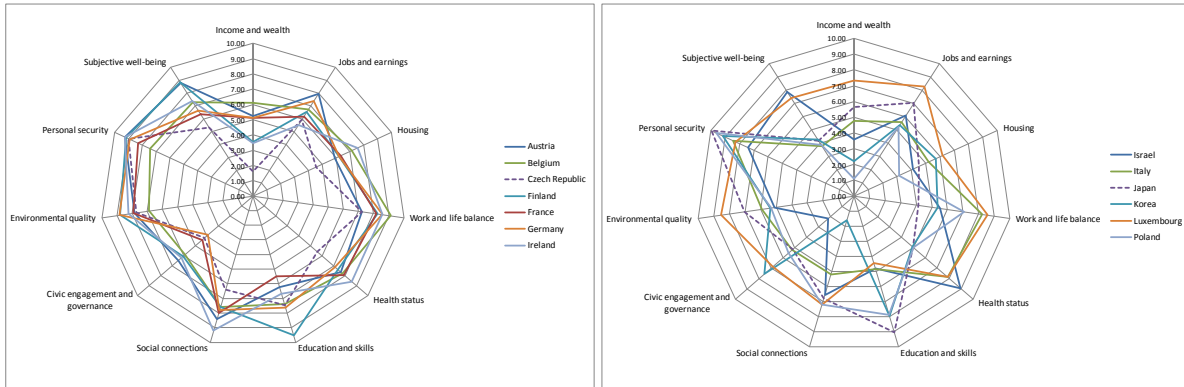 Income and wealth
10.00
9.00
8.00
7.00
6.00
5.00
4.00
3.00
2.00
1.00
0.00
Jobs and earnings
Housing
Work and life balance
Health status
Education and skills
Social connections
Civic engagement and
governance
Environmental quality
Personal security
Subjective well-being
Austria
Belgium
Czech Republic
Finland
France
Germany
Ireland
Income and wealth
10.00
9.00
8.00
7.00
6.00
5.00
4.00
3.00
2.00
1.00
0.00
Jobs and earnings
Housing
Work and life balance
Health status
Education and skills
Social connections
Civic engagement and
governance
Environmental quality
Personal security
Subjective well-being
Israel
Italy
Japan
Korea
Luxembourg
Poland